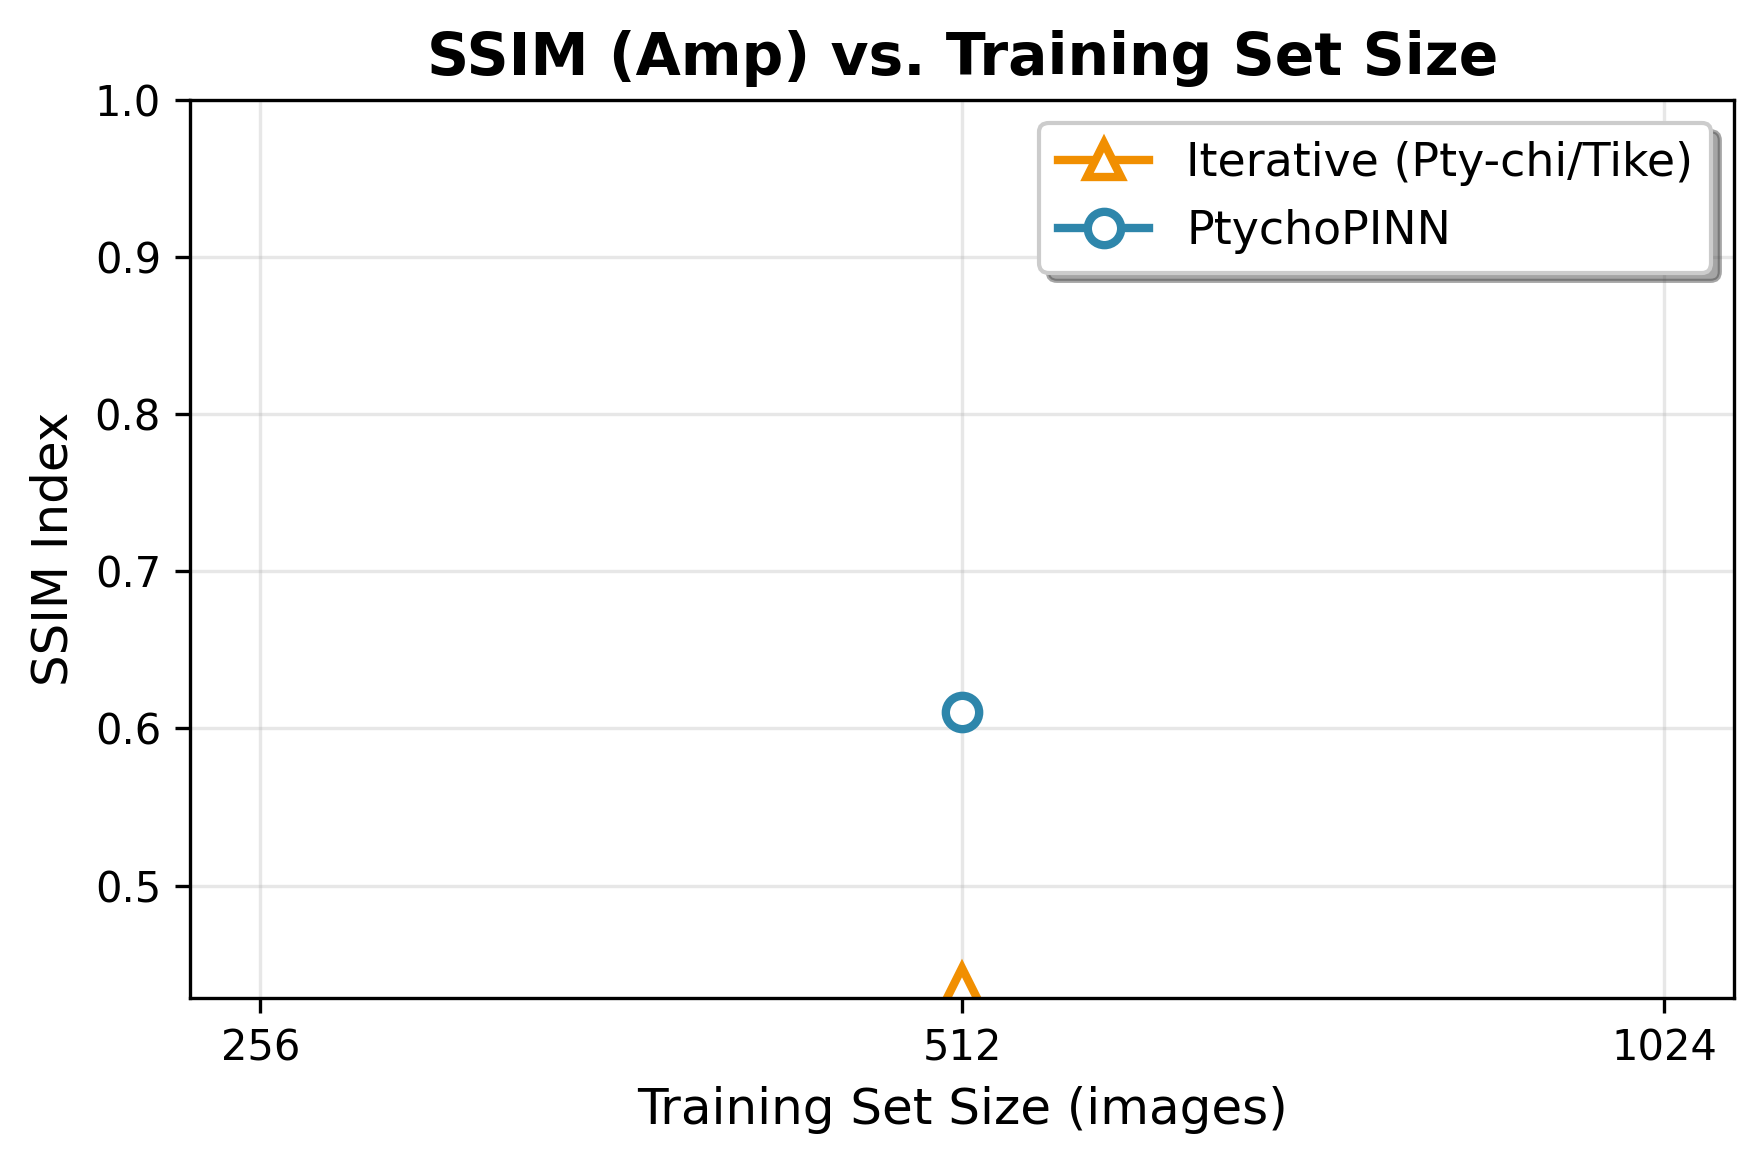 SSIM (Amp) vs. Training Set Size
1.0
0.9
0.8
0.7
0.6
0.5
SSIM Index
Iterative (Pty-chi/Tike)
PtychoPINN
256
512
1024
Training Set Size (images)